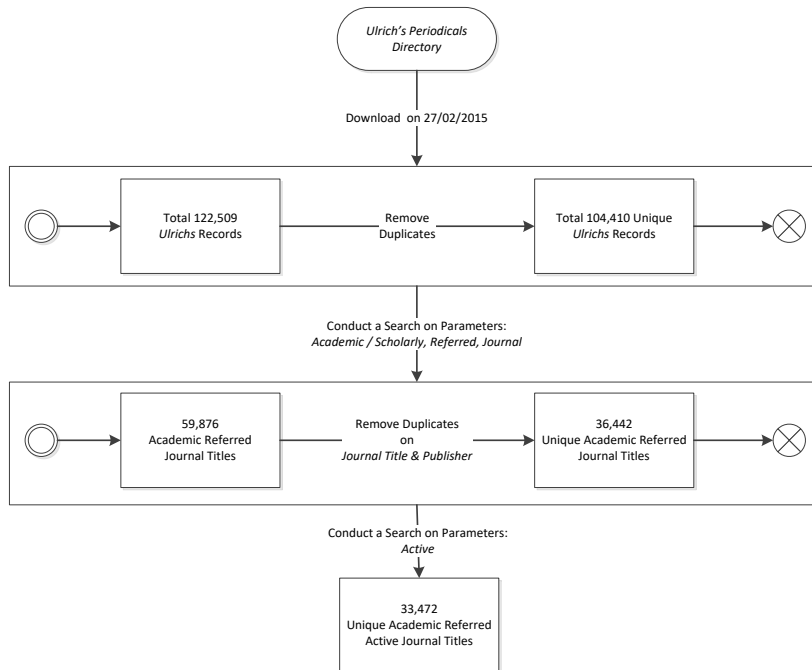 Ulrich's Periodicals
Directory
Download on 27/02/2015
Total 122,509
Ulrichs Records
Remove
Duplicates
Total 104,410 Unique
Ulrichs Records
Conduct a Search on Parameters:
Academic / Scholarly, Referred, Journal
59,876
Academic Referred
Journal Titles
Remove Duplicates
on
Journal Title & Publisher
36,442
Unique Academic Referred
Journal Titles
Conduct a Search on Parameters:
Active
33,472
Unique Academic Referred
Active Journal Titles